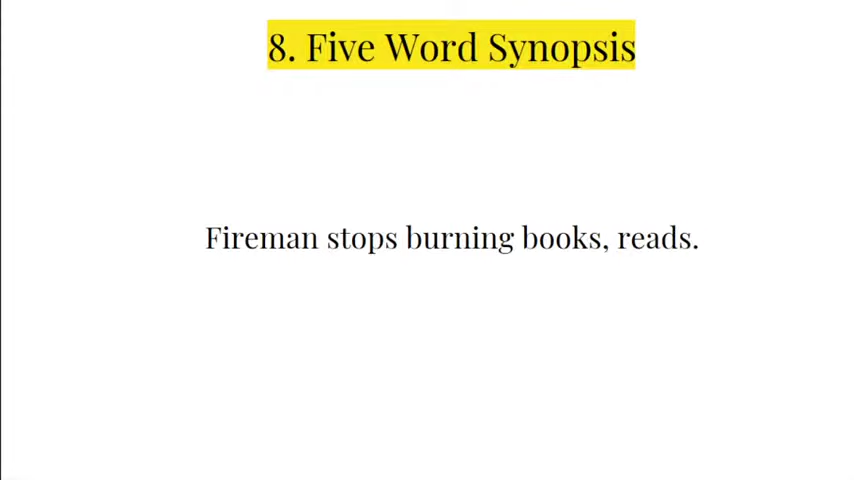 8. Five Word Synopsis
Fireman stops burning books, reads.